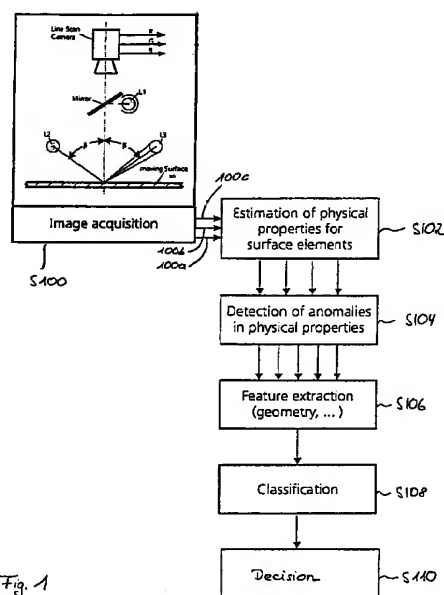 Line Scan
Camera
R
G
B
Mirror
L1
L2
L3
β
β
moving Surface
Image acquisition
S100
100c
100b
100a
Estimation of physical
properties for
surface elements
S102
Detection of anomalies
in physical properties
S104
Feature extraction
(geometry, ...)
S106
Classification
S108
Decision
S110
Fig. 1